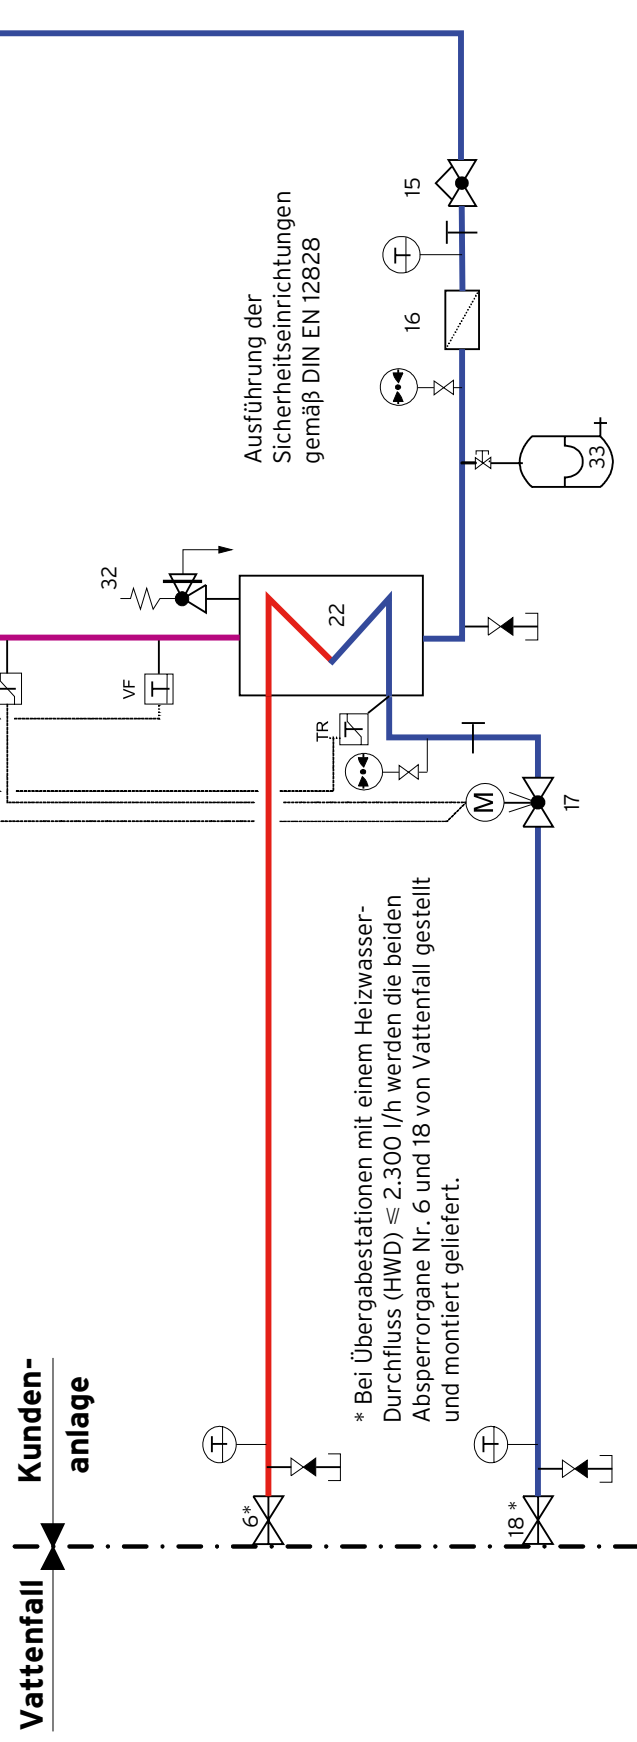 Vattenfall
Kunden-
anlage
6*
T
18*
T
* Bei Übergabestationen mit einem Heizwasser-
Durchfluss (HWD) ⩽ 2.300 l/h werden die beiden
Absperrorgane Nr. 6 und 18 von Vattenfall gestellt
und montiert geliefert.
M
17
TR
T
VF
T
22
32
33
Ausführung der
Sicherheitseinrichtungen
gemäß DIN EN 12828
16
T
15